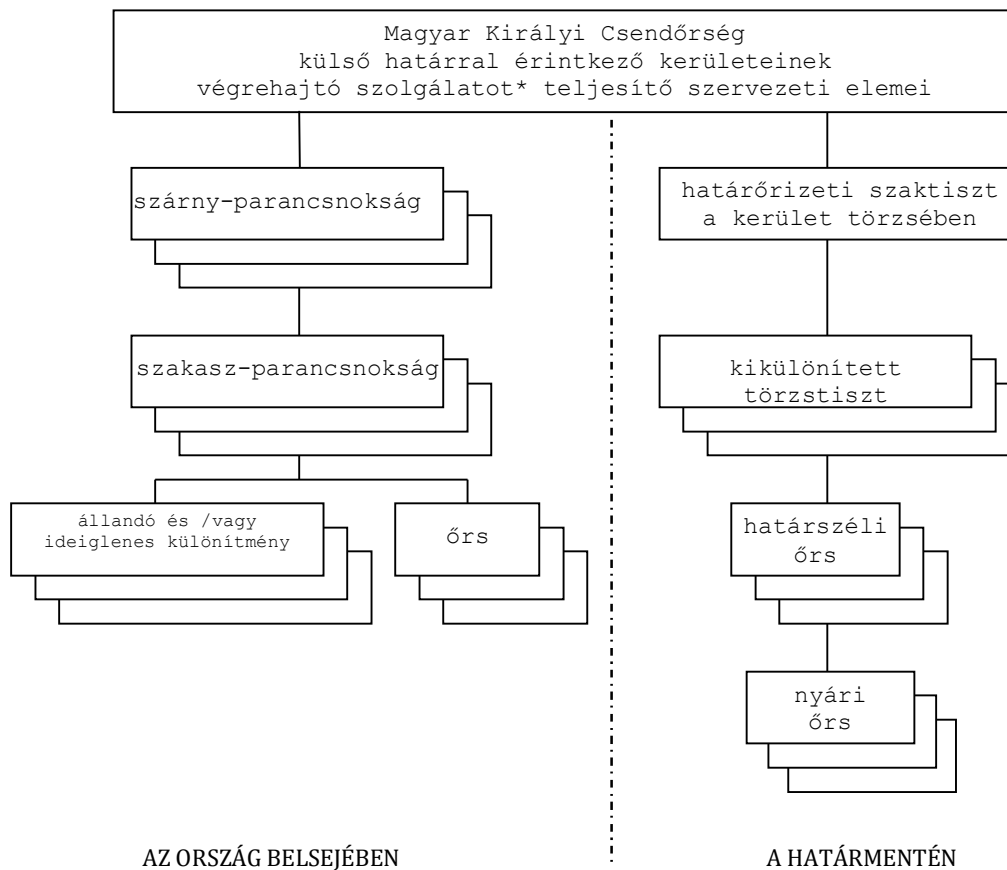 Magyar Királyi Csendőrség
külső határral érintkező kerületeinek
végrehajtó szolgálatot* teljesítő szervezeti elemei
szárny-parancsnokság
határőrizeti szaktiszt
a kerület törzsében
szakasz-parancsnokság
kikülönített
törzstiszt
állandó és /vagy
ideiglenes különítmény
őrs
határszéli
őrs
nyári
őrs
AZ ORSZÁG BELSEJÉBEN
A HATÁRMENTÉN